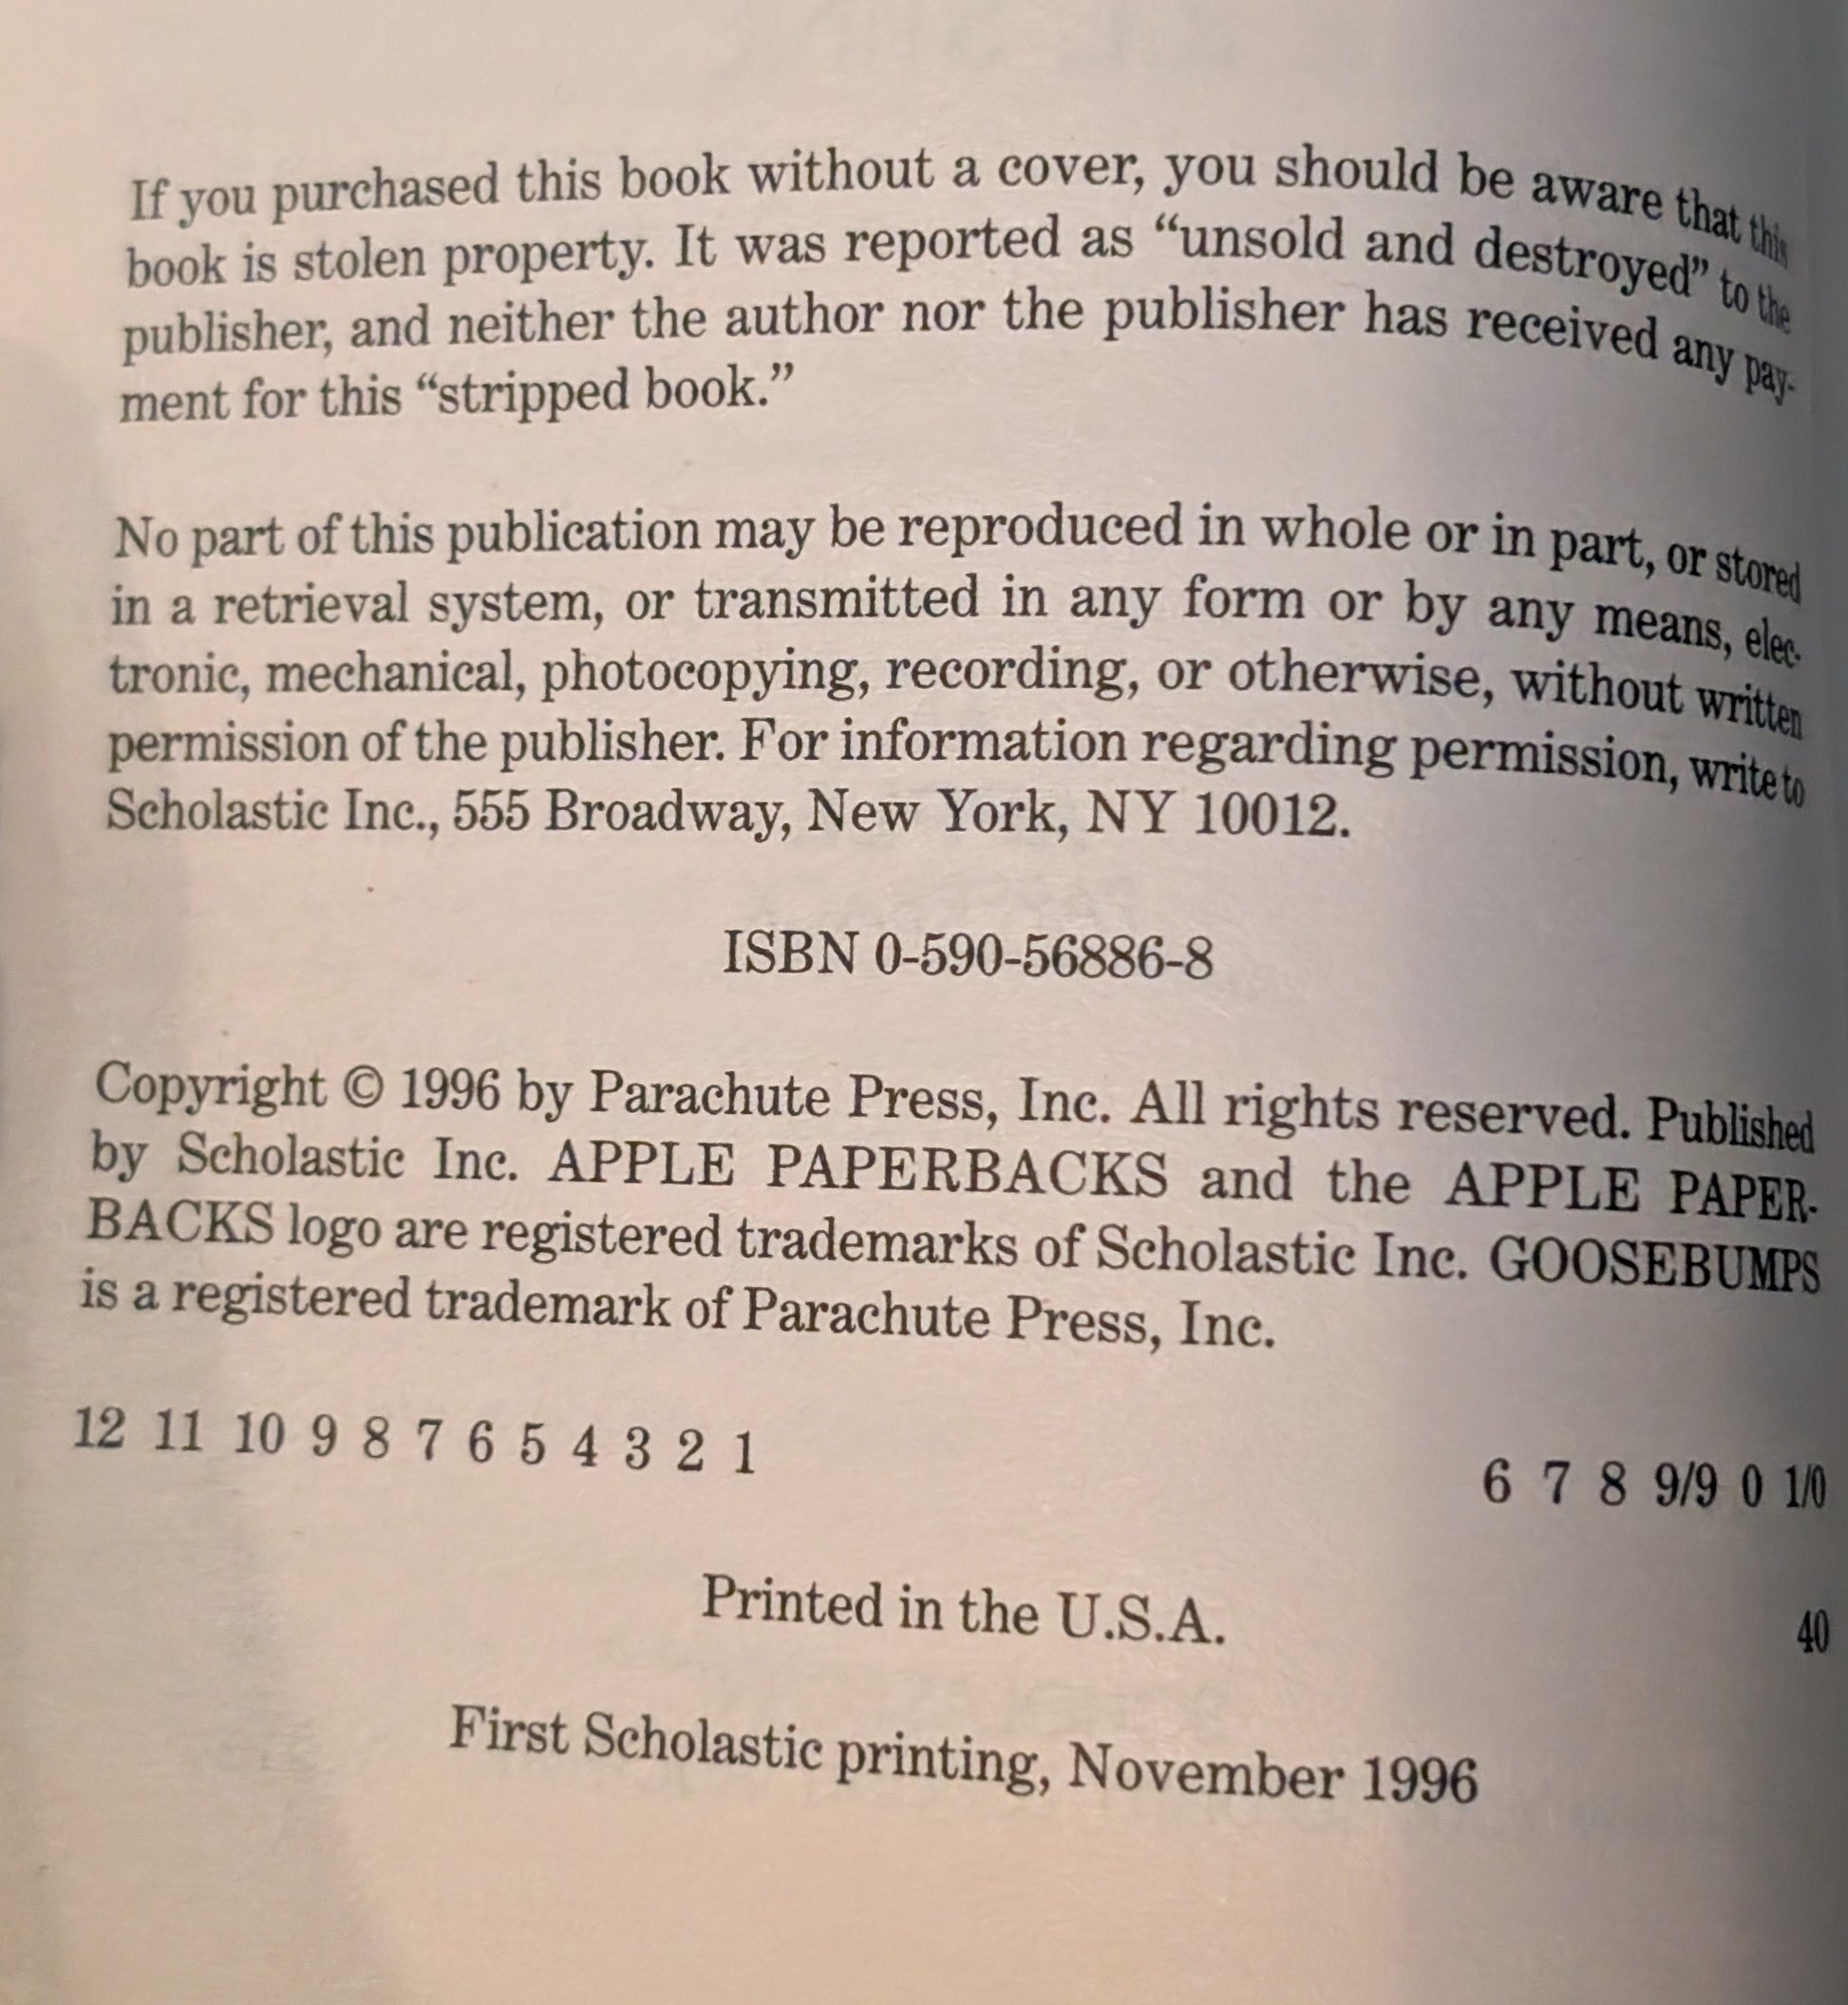 If you purchased this book without a cover, you should be aware that this
book is stolen property. It was reported as “unsold and destroyed” to the
publisher, and neither the author nor the publisher has received any pay-
ment for this “stripped book.”
No part of this publication may be reproduced in whole or in part, or stored
in a retrieval system, or transmitted in any form or by any means, elec-
tronic, mechanical, photocopying, recording, or otherwise, without written
permission of the publisher. For information regarding permission, write to
Scholastic Inc., 555 Broadway, New York, NY 10012.
ISBN 0-590-56886-8
Copyright © 1996 by Parachute Press, Inc. All rights reserved. Published
by Scholastic Inc. APPLE PAPERBACKS and the APPLE PAPER-
BACKS logo are registered trademarks of Scholastic Inc. GOOSEBUMPS
is a registered trademark of Parachute Press, Inc.
12 11 10 9 8 7 6 5 4 3 2 1 6 7 8 9/9 0 1/0
Printed in the U.S.A. 40
First Scholastic printing, November 1996